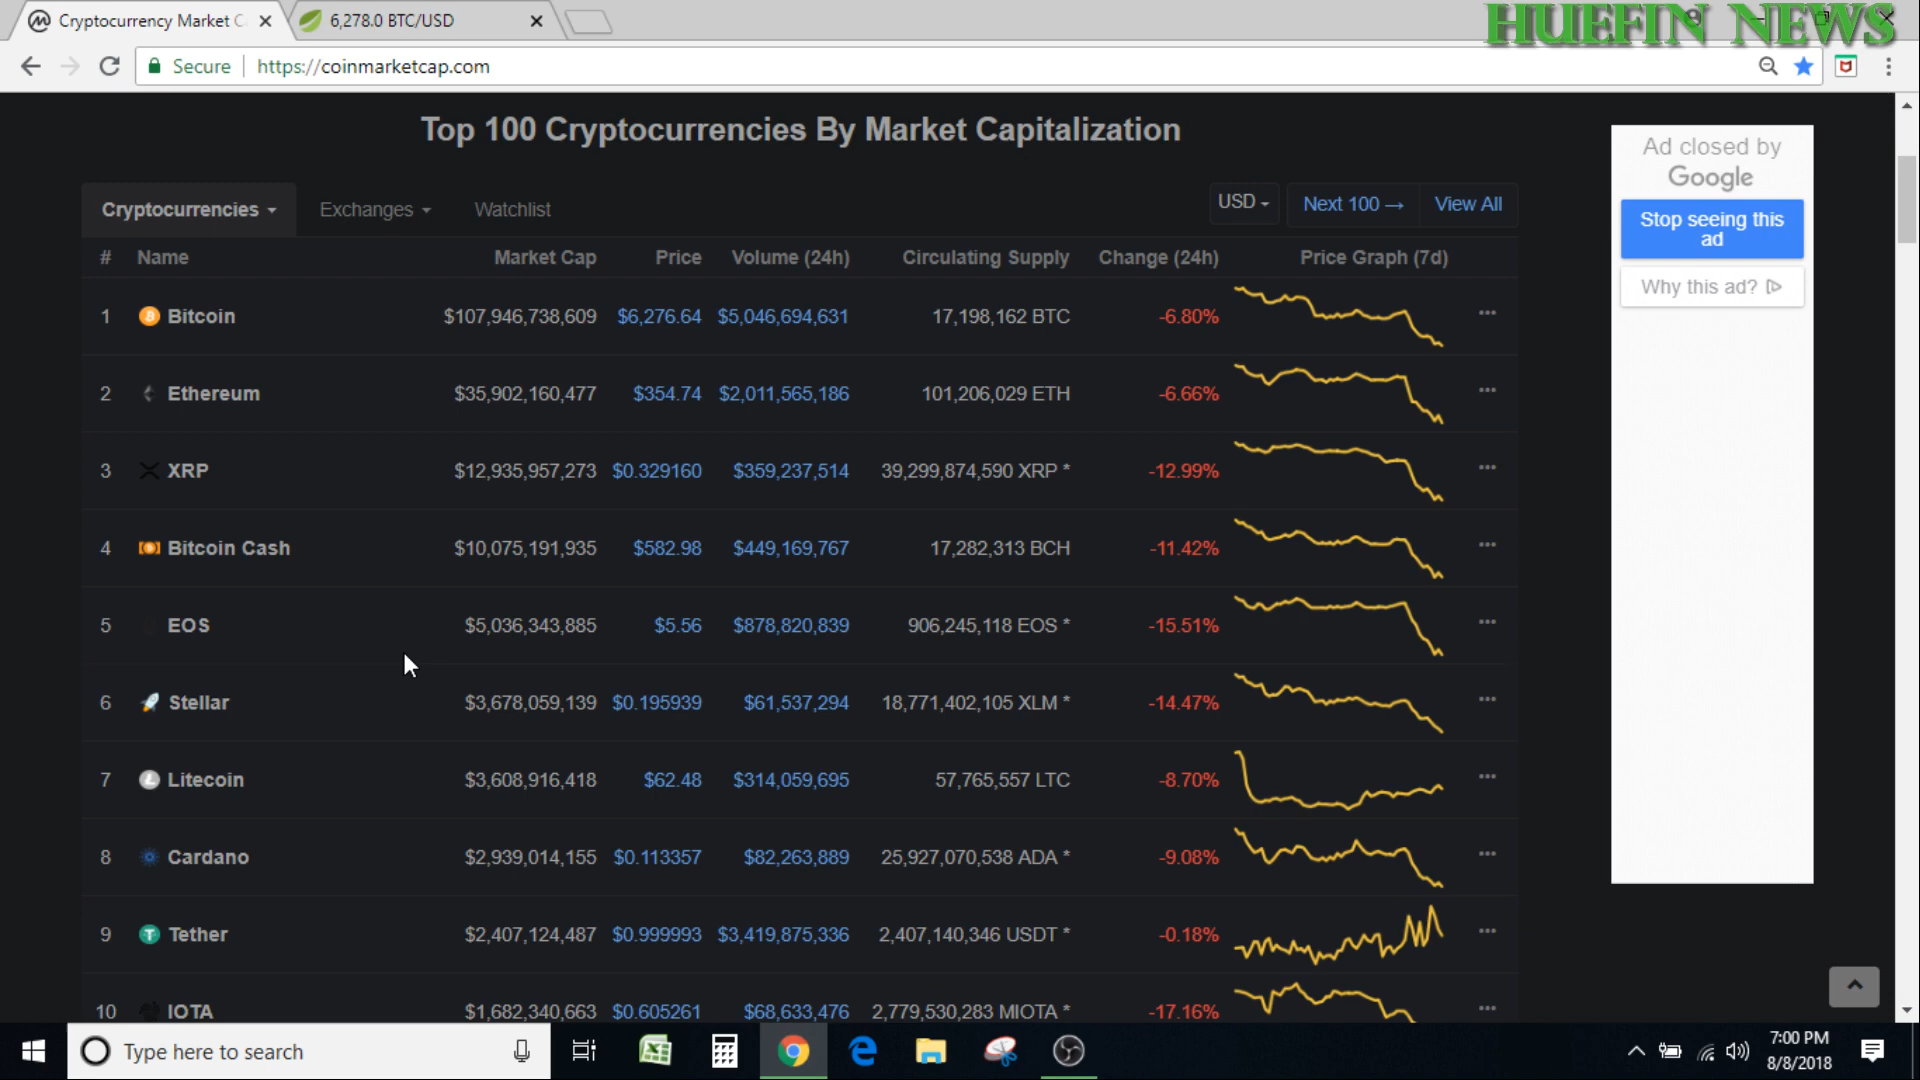 Cryptocurrency Market C
6,278.0 BTC/USD
HUEFIN NEWS
Secure
https://coinmarketcap.com
Top 100 Cryptocurrencies By Market Capitalization
Cryptocurrencies Exchanges Watchlist USD Next 100 → View All
# Name Market Cap Price Volume (24h) Circulating Supply Change (24h) Price Graph (7d)
1 Bitcoin $107,946,738,609 $6,276.64 $5,046,694,631 17,198,162 BTC -6.80%
2 Ethereum $35,902,160,477 $354.74 $2,011,565,186 101,206,029 ETH -6.66%
3 XRP $12,935,957,273 $0.329160 $359,237,514 39,299,874,590 XRP * -12.99%
4 Bitcoin Cash $10,075,191,935 $582.98 $449,169,767 17,282,313 BCH -11.42%
5 EOS $5,036,343,885 $5.56 $878,820,839 906,245,118 EOS * -15.51%
6 Stellar $3,678,059,139 $0.195939 $61,537,294 18,771,402,105 XLM * -14.47%
7 Litecoin $3,608,916,418 $62.48 $314,059,695 57,765,557 LTC -8.70%
8 Cardano $2,939,014,155 $0.113357 $82,263,889 25,927,070,538 ADA * -9.08%
9 Tether $2,407,124,487 $0.999993 $3,419,875,336 2,407,140,346 USDT * -0.18%
10 IOTA $1,682,340,663 $0.605261 $68,633,476 2,779,530,283 MIOTA * -17.16%
Ad closed by
Google
Stop seeing this
ad
Why this ad?
Type here to search
7:00 PM
8/8/2018